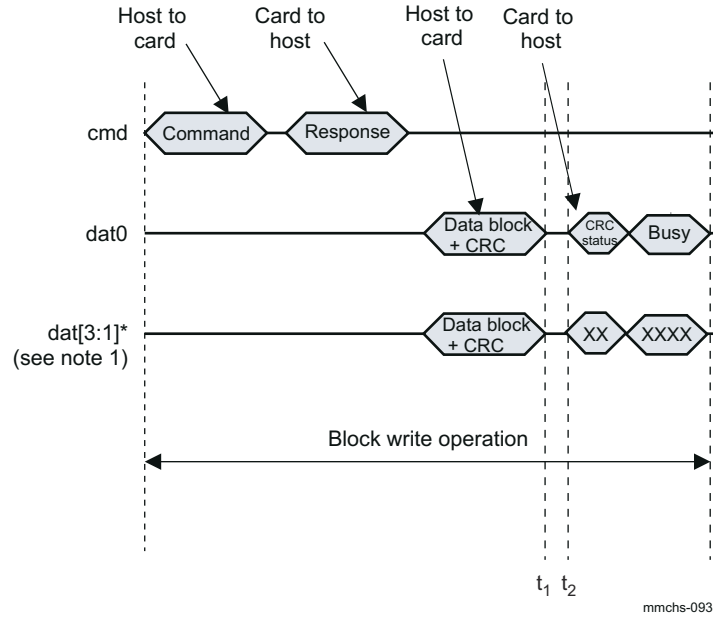 Host to
card
Card to
host
Host to
card
Card to
host
cmd
Command
Response
dat0
Data block
+ CRC
CRC
status
Busy
dat[3:1]*
(see note 1)
Data block
+ CRC
XX
XXXX
Block write operation
t1 t2
mmchs-093